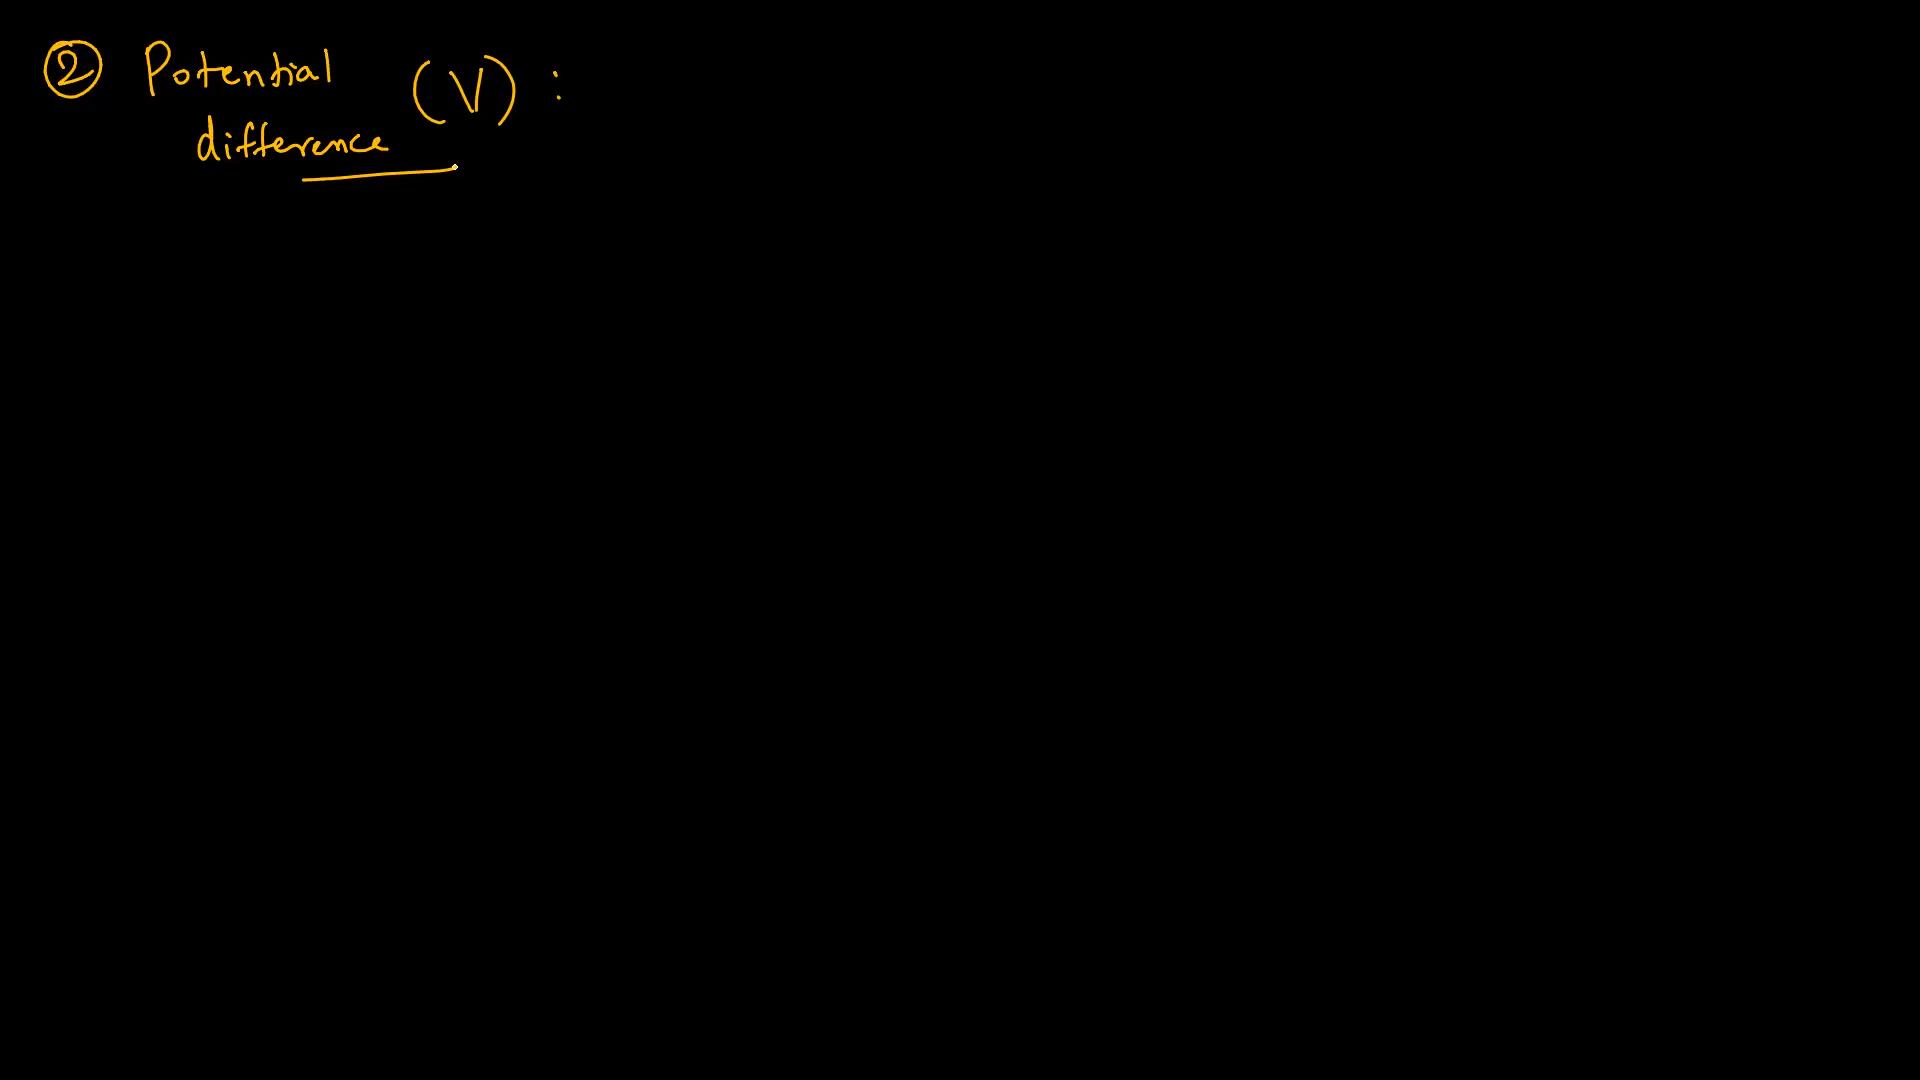 ② Potential (V) :
difference